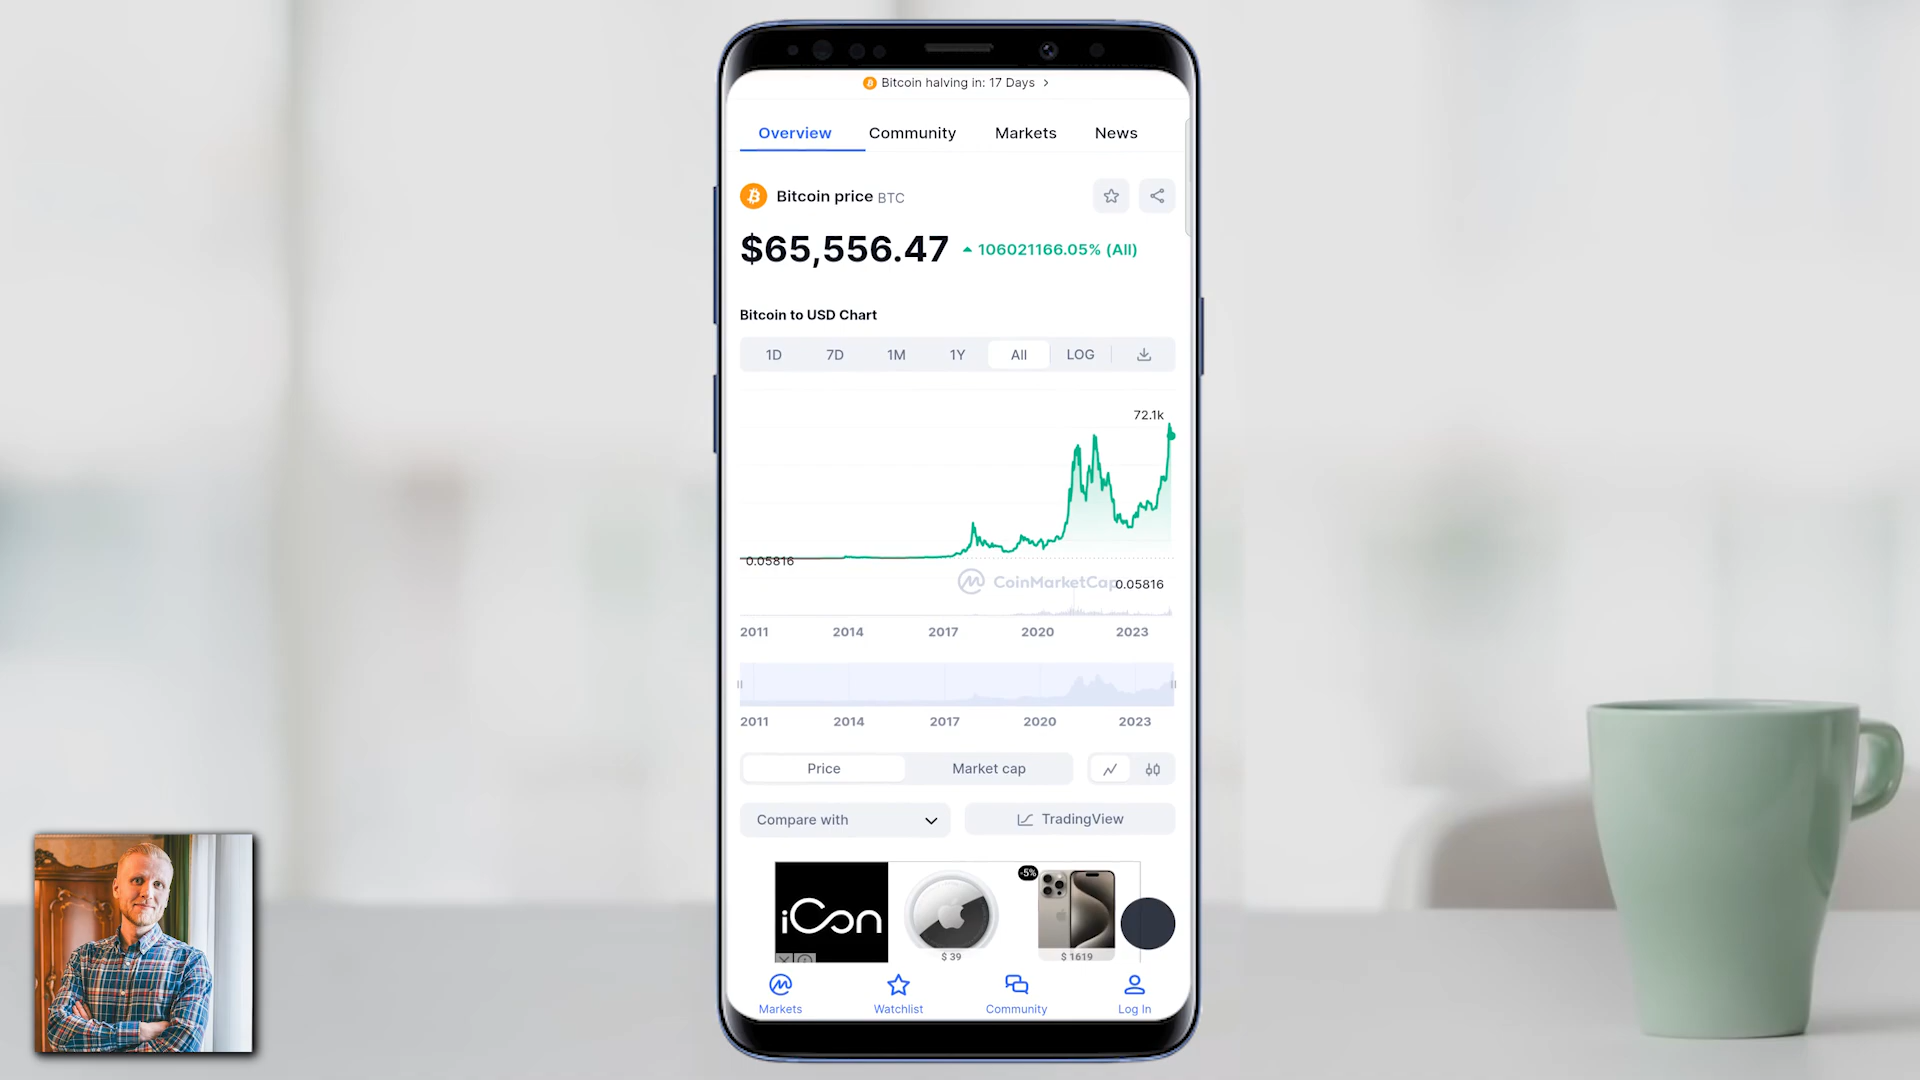 Bitcoin halving in: 17 Days
Overview Community Markets News
Bitcoin price BTC
$65,556.47 106021166.05% (All)
Bitcoin to USD Chart
1D 7D 1M 1Y All LOG
72.1k
0.05816
CoinMarketCap 0.05816
2011 2014 2017 2020 2023
2011 2014 2017 2020 2023
Price Market cap
Compare with TradingView
-5%
iCon
$ 39 $ 1619
Markets Watchlist Community Log In